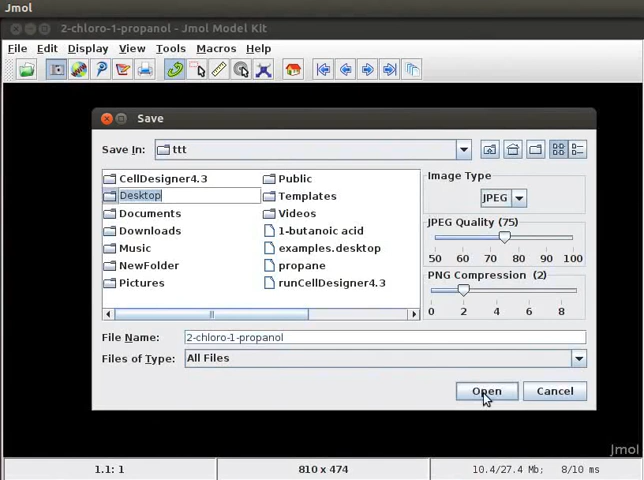 Jmol
2-chloro-1-propanol - Jmol Model Kit
File Edit Display View Tools Macros Help
Save
Save In: ttt
CellDesigner4.3 Public
Desktop Templates
Documents Videos
Downloads 1-butanoic acid
Music examples.desktop
NewFolder propane
Pictures runCellDesigner4.3
Image Type
JPEG
JPEG Quality (75)
50 60 70 80 90 100
PNG Compression (2)
0 2 4 6 8
File Name: 2-chloro-1-propanol
Files of Type: All Files
Open Cancel
Jmol
1.1: 1 810 x 474 10.4/27.4 Mb; 8/10 ms